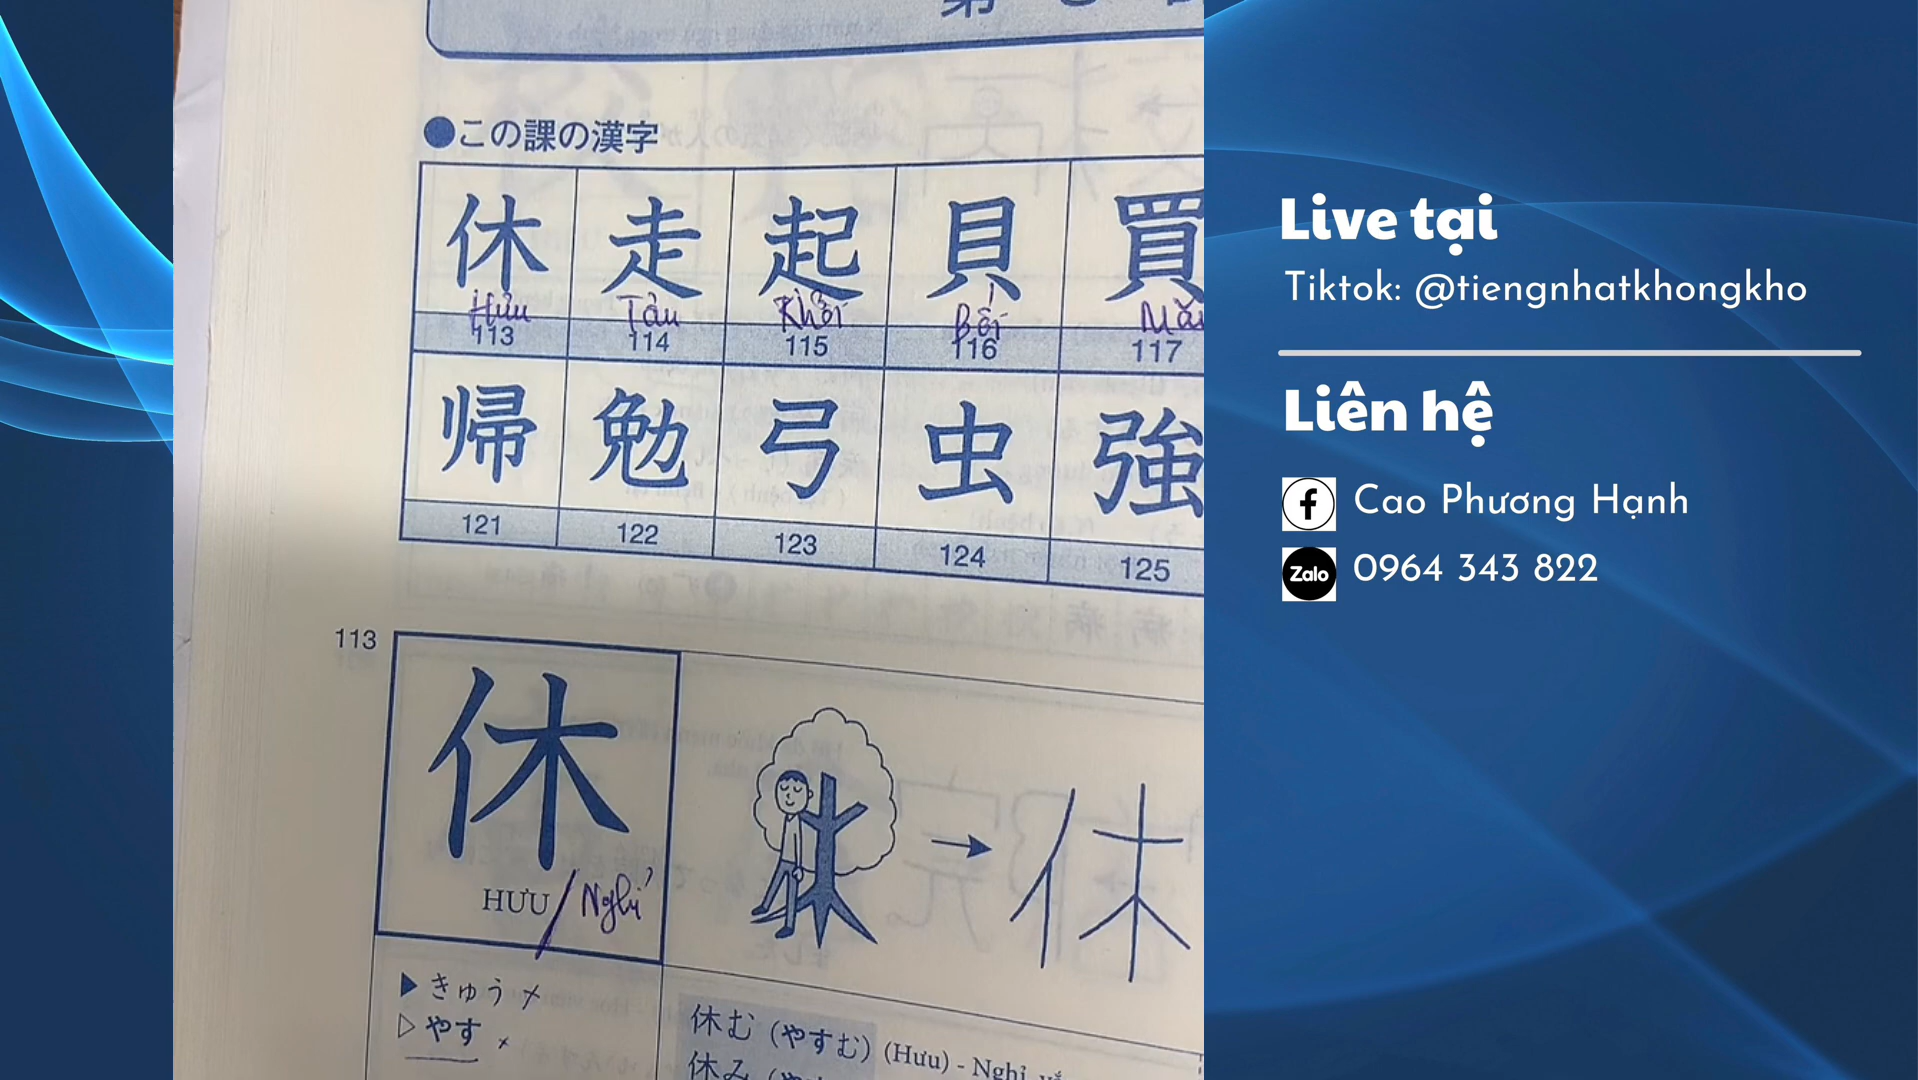 ●この課の漢字
休 走 起 貝 買
Hưu Tẩu Khởi Bối
113 114 115 116 117
帰 勉 弓 虫 強
121 122 123 124 125
113
休
HƯU / Nghỉ
休
▶ きゅう
▷ やす
休む (やすむ) (Hưu) - Nghỉ,
休み
Live tại
Tiktok: @tiengnhatkhongkho
Liên hệ
Cao Phương Hạnh
Zalo 0964 343 822